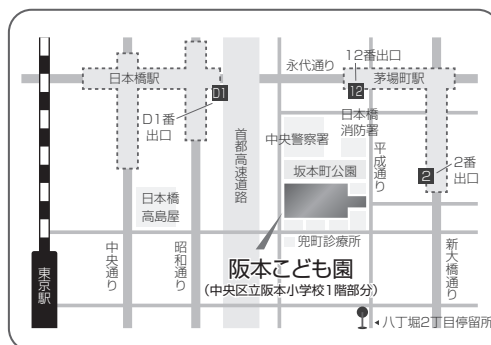 12番出口
永代通り
日本橋駅
茅場町駅
D1
12
D1番
出口
日本橋
消防署
中央警察署
首都高速道路
平成通り
坂本町公園
2
2番
出口
日本橋
高島屋
兜町診療所
中央通り
昭和通り
新大橋通り
阪本こども園
(中央区立阪本小学校1階部分)
東京駅
八丁堀2丁目停留所